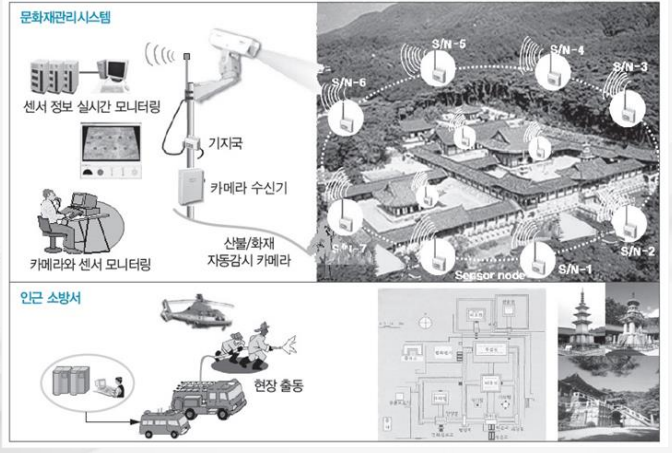 문화재관리시스템
센서 정보 실시간 모니터링
카메라와 센서 모니터링
기지국
카메라 수신기
산불/화재
자동감시 카메라
S/N-5
S/N-4
S/N-6
S/N-3
S/N-2
S/N-1
Sensor node
인근 소방서
현장 출동